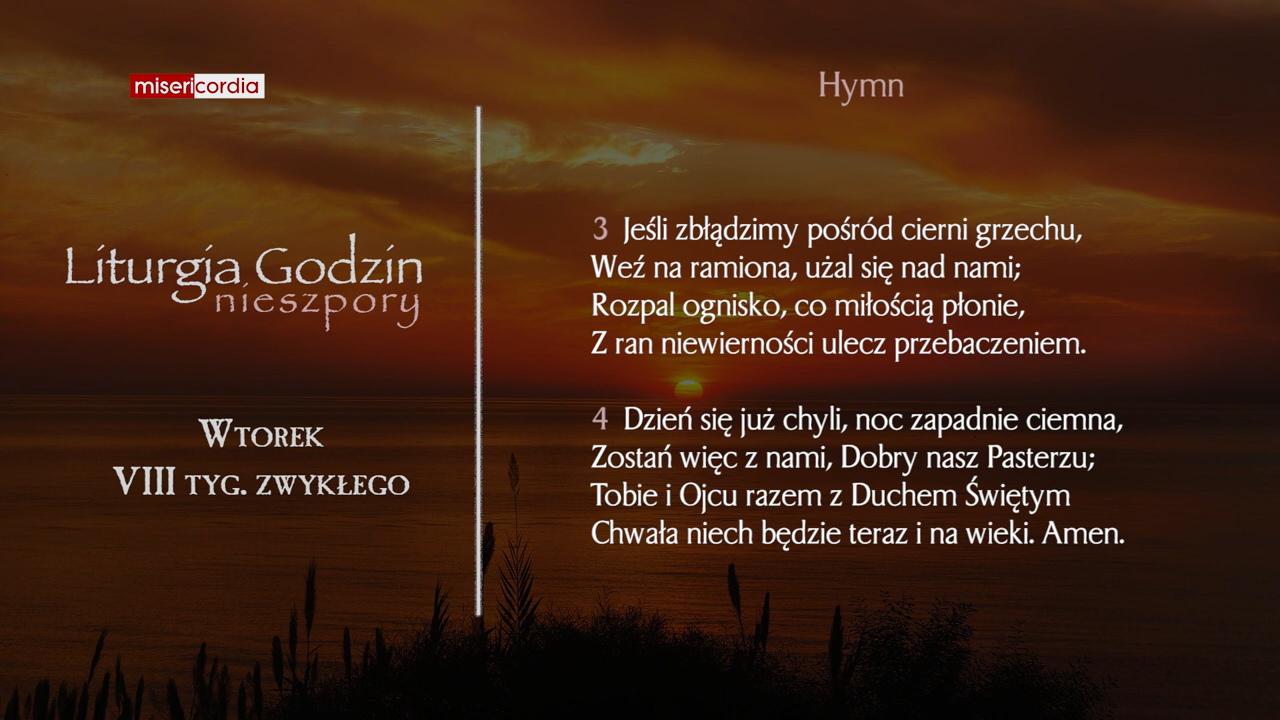 misericordia
Hymn
Liturgia Godzin
nieszpory
Wtorek
VIII tyg. zwykłego
3 Jeśli zbłądzimy pośród cierni grzechu,
Weź na ramiona, użal się nad nami;
Rozpal ognisko, co miłością płonie,
Z ran niewierności ulecz przebaczeniem.
4 Dzień się już chyli, noc zapadnie ciemna,
Zostań więc z nami, Dobry nasz Pasterzu;
Tobie i Ojcu razem z Duchem Świętym
Chwała niech będzie teraz i na wieki. Amen.